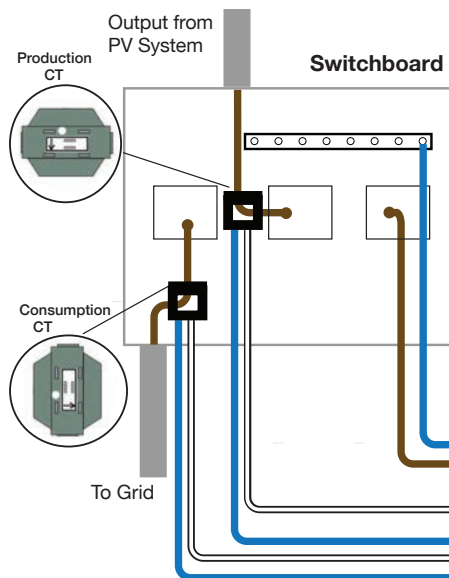 Output from
PV System
Production
CT
Switchboard
Consumption
CT
To Grid